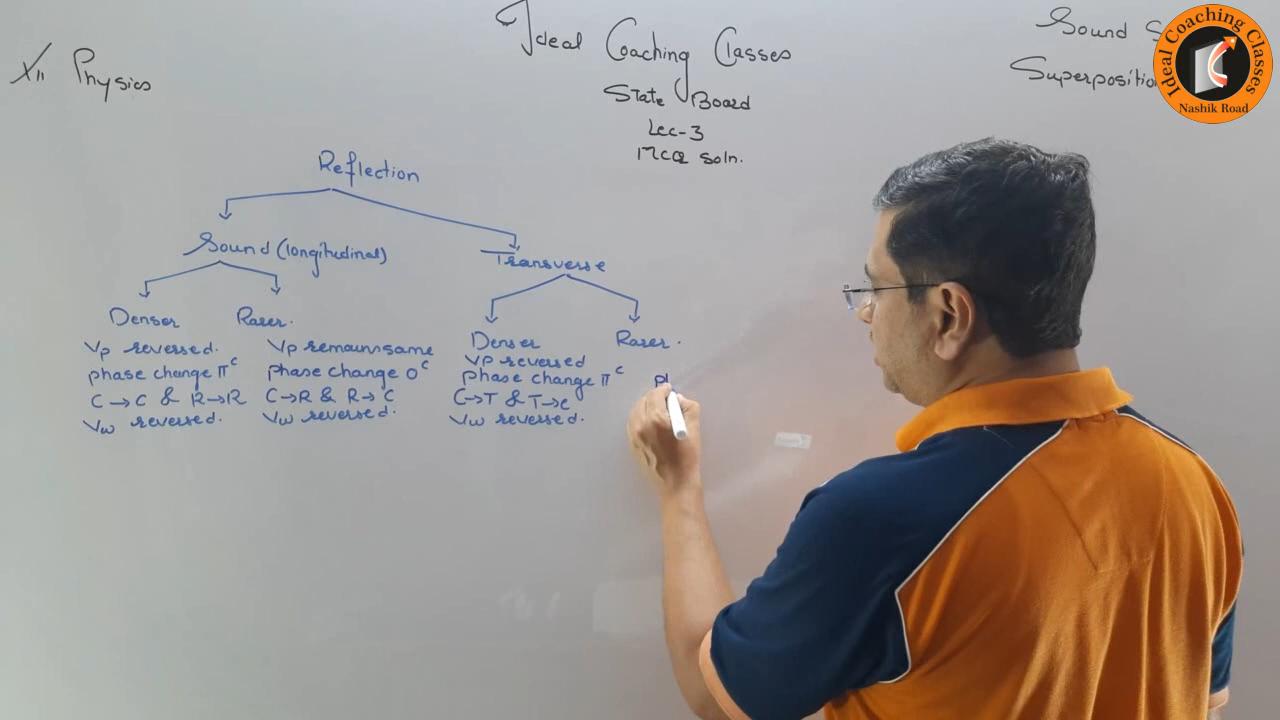 XII Physics
Ideal Coaching Classes
State Board
Lec-3
MCQ soln.
Sound
Superposition
Ideal Coaching Classes
Nashik Road
Reflection
Sound (longitudinal)
Transverse
Denser
Vp reversed.
phase change π^c
C→C & R→R
Vw reversed.
Rarer.
Vp remains same
phase change 0^c
C→R & R→C
Vw reversed.
Denser
Vp reversed
phase change π^c
C→T & T→C
Vw reversed.
Rarer.